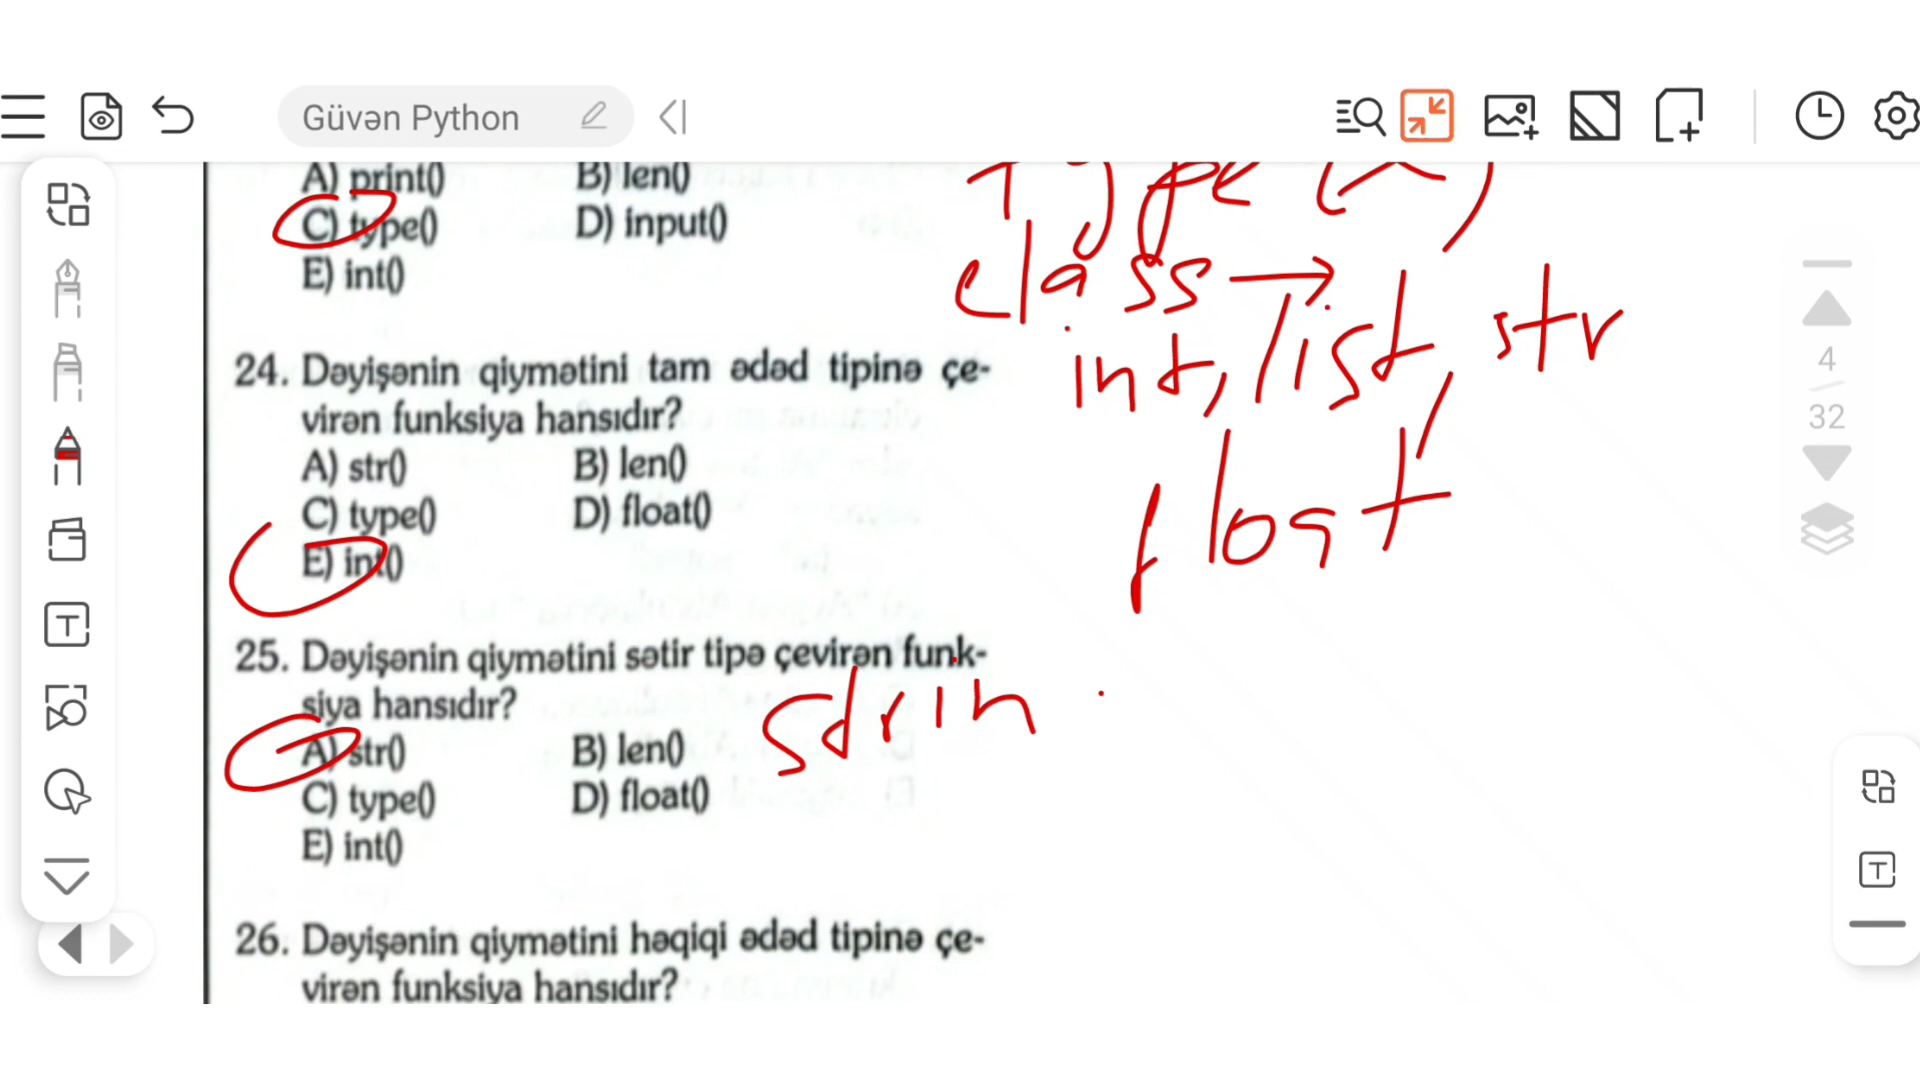 Güvən Python
A) print() B) len()
C) type() D) input()
E) int()
Type ( )
class →
int, list, str
float
24. Dəyişənin qiymətini tam ədəd tipinə çe-
virən funksiya hansıdır?
A) str() B) len()
C) type() D) float()
E) int()
25. Dəyişənin qiymətini sətir tipə çevirən funk-
siya hansıdır?
sdrin
A) str() B) len()
C) type() D) float()
E) int()
26. Dəyişənin qiymətini həqiqi ədəd tipinə çe-
virən funksiya hansıdır?
4
32